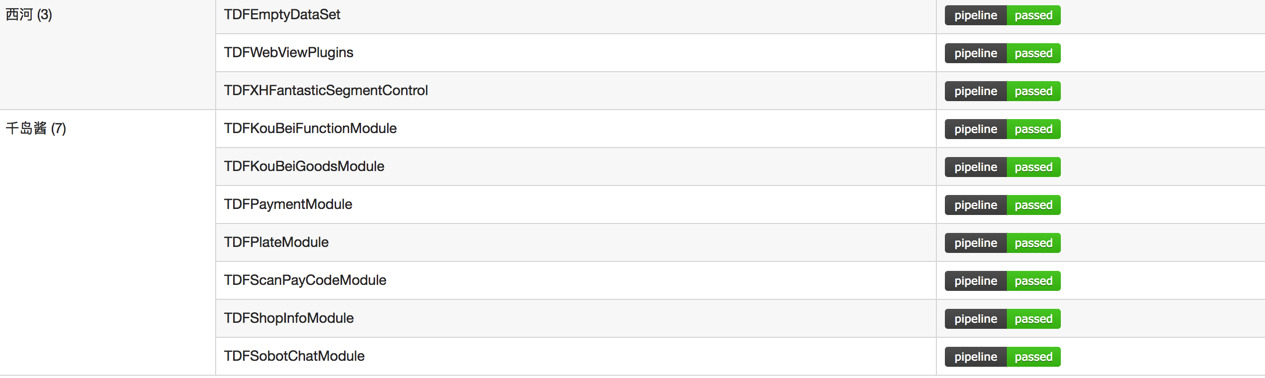 西河 (3) TDFEmptyDataSet pipeline passed
TDFWebViewPlugins pipeline passed
TDFXHFantasticSegmentControl pipeline passed
千岛酱 (7) TDFKouBeiFunctionModule pipeline passed
TDFKouBeiGoodsModule pipeline passed
TDFPaymentModule pipeline passed
TDFPlateModule pipeline passed
TDFScanPayCodeModule pipeline passed
TDFShopInfoModule pipeline passed
TDFSobotChatModule pipeline passed